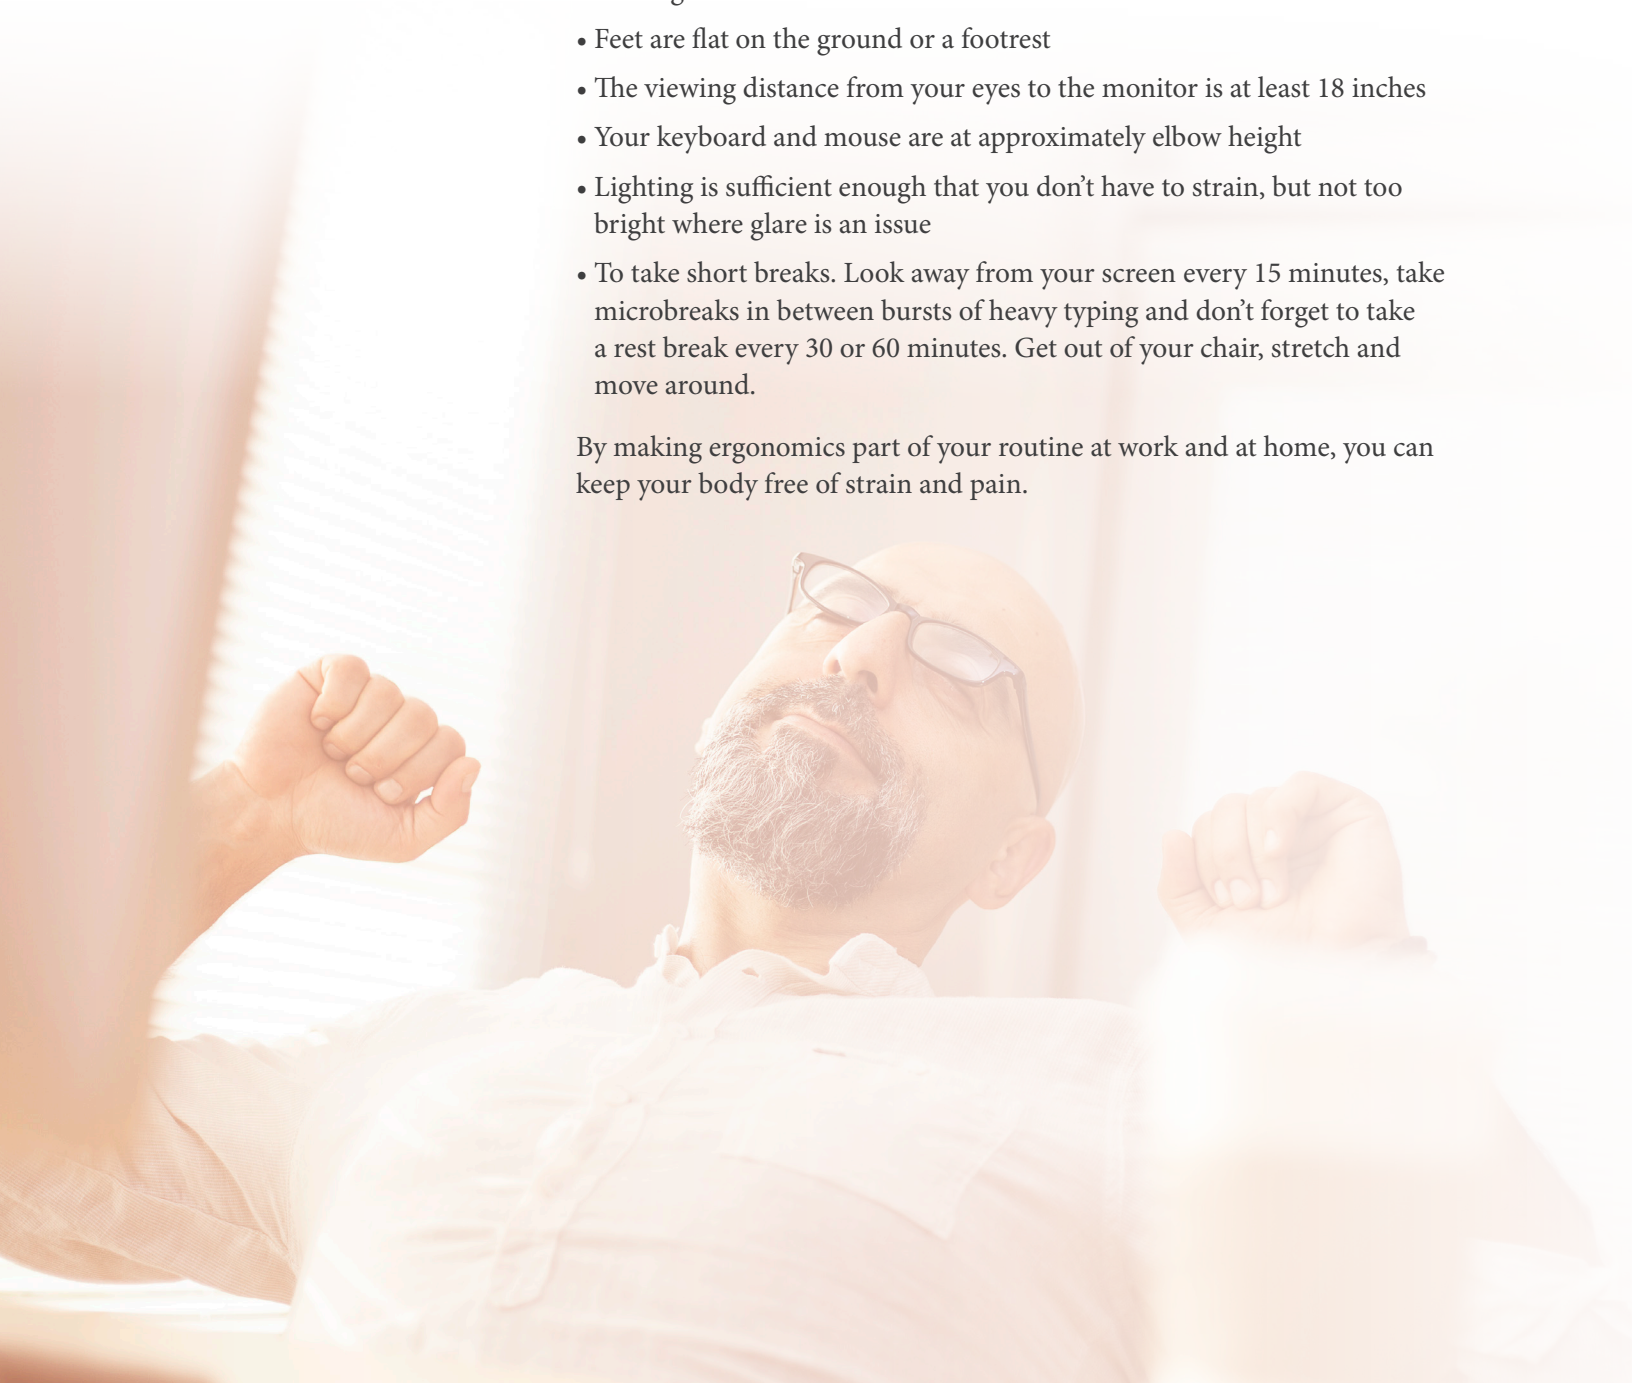 • Feet are flat on the ground or a footrest
• The viewing distance from your eyes to the monitor is at least 18 inches
• Your keyboard and mouse are at approximately elbow height
• Lighting is sufficient enough that you don’t have to strain, but not too
bright where glare is an issue
• To take short breaks. Look away from your screen every 15 minutes, take
microbreaks in between bursts of heavy typing and don’t forget to take
a rest break every 30 or 60 minutes. Get out of your chair, stretch and
move around.
By making ergonomics part of your routine at work and at home, you can
keep your body free of strain and pain.